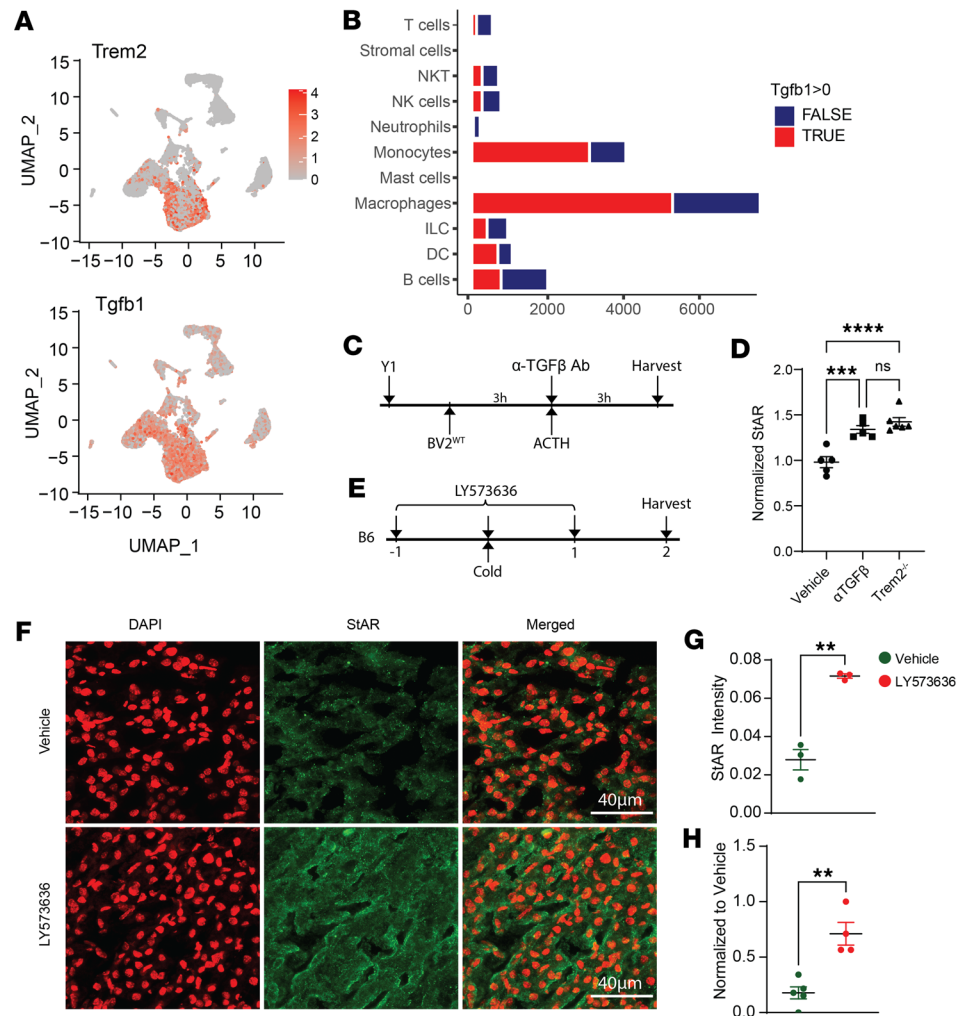 A
Trem2
15
10
5
0
−5
−10
UMAP_2
−15 −10 −5 0 5 10
4
3
2
1
0
Tgfb1
15
10
5
0
−5
−10
UMAP_2
−15 −10 −5 0 5 10
UMAP_1
B
T cells
Stromal cells
NKT
NK cells
Neutrophils
Monocytes
Mast cells
Macrophages
ILC
DC
B cells
0 2000 4000 6000
Tgfb1>0
FALSE
TRUE
C
Y1
α-TGFβ Ab
Harvest
3h 3h
BV2WT
ACTH
D
****
***
ns
2.0
1.5
1.0
0.5
0.0
Normalized StAR
Vehicle
αTGFβ
Trem2-/-
E
LY573636
Harvest
B6
-1 1 2
Cold
F
DAPI StAR Merged
Vehicle
40μm
LY573636
40μm
G
**
0.08
0.06
0.04
0.02
0.00
StAR Intensity
Vehicle
LY573636
H
**
1.5
1.0
0.5
0.0
Normalized to Vehicle